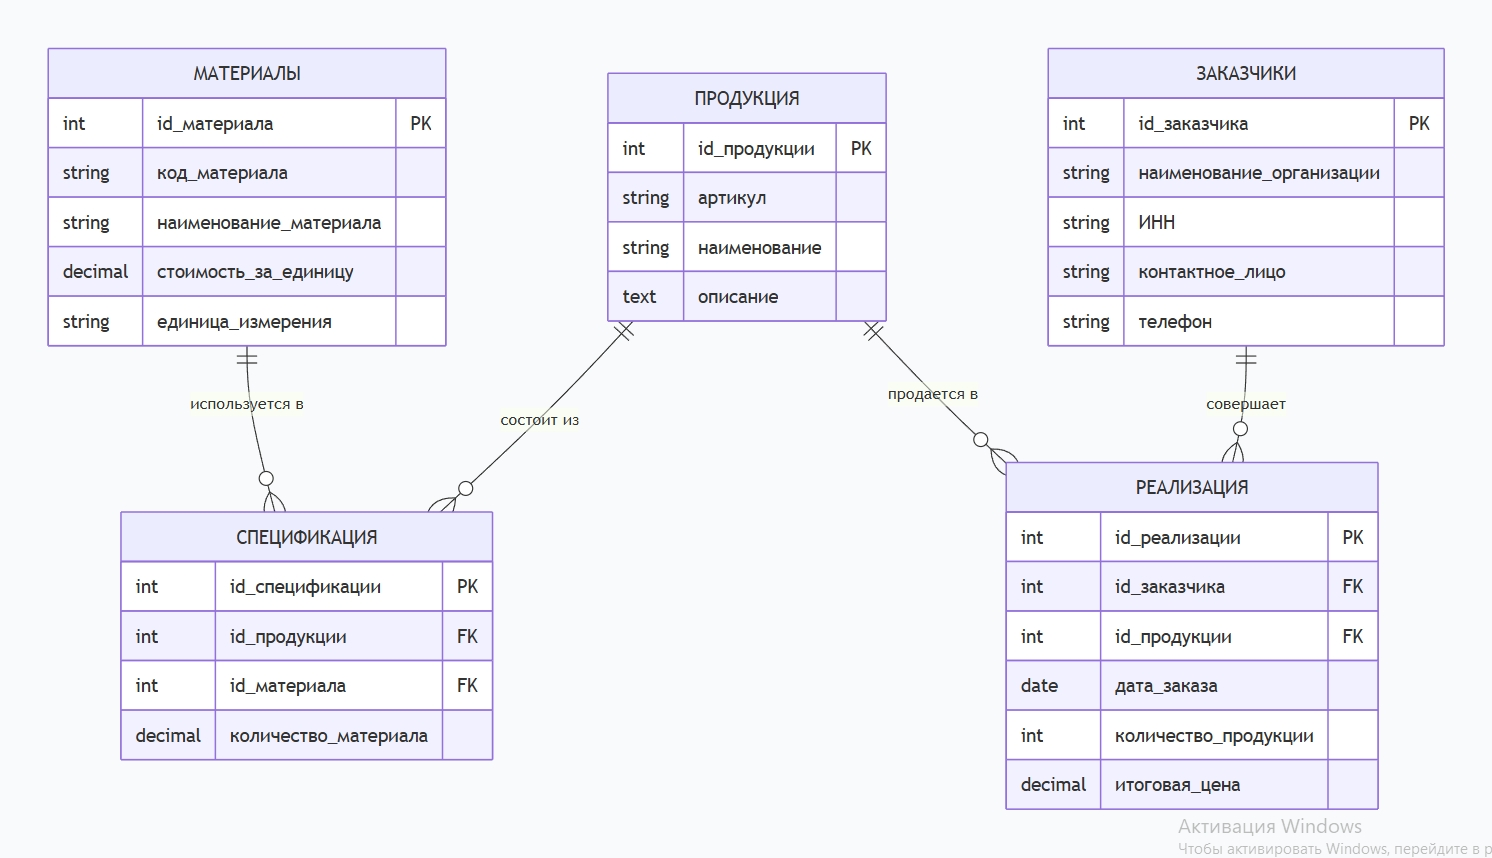 МАТЕРИАЛЫ
int id_материала PK
string код_материала
string наименование_материала
decimal стоимость_за_единицу
string единица_измерения
ПРОДУКЦИЯ
int id_продукции PK
string артикул
string наименование
text описание
ЗАКАЗЧИКИ
int id_заказчика PK
string наименование_организации
string ИНН
string контактное_лицо
string телефон
используется в
состоит из
продается в
совершает
СПЕЦИФИКАЦИЯ
int id_спецификации PK
int id_продукции FK
int id_материала FK
decimal количество_материала
РЕАЛИЗАЦИЯ
int id_реализации PK
int id_заказчика FK
int id_продукции FK
date дата_заказа
int количество_продукции
decimal итоговая_цена
Активация Windows
Чтобы активировать Windows, перейдите в р